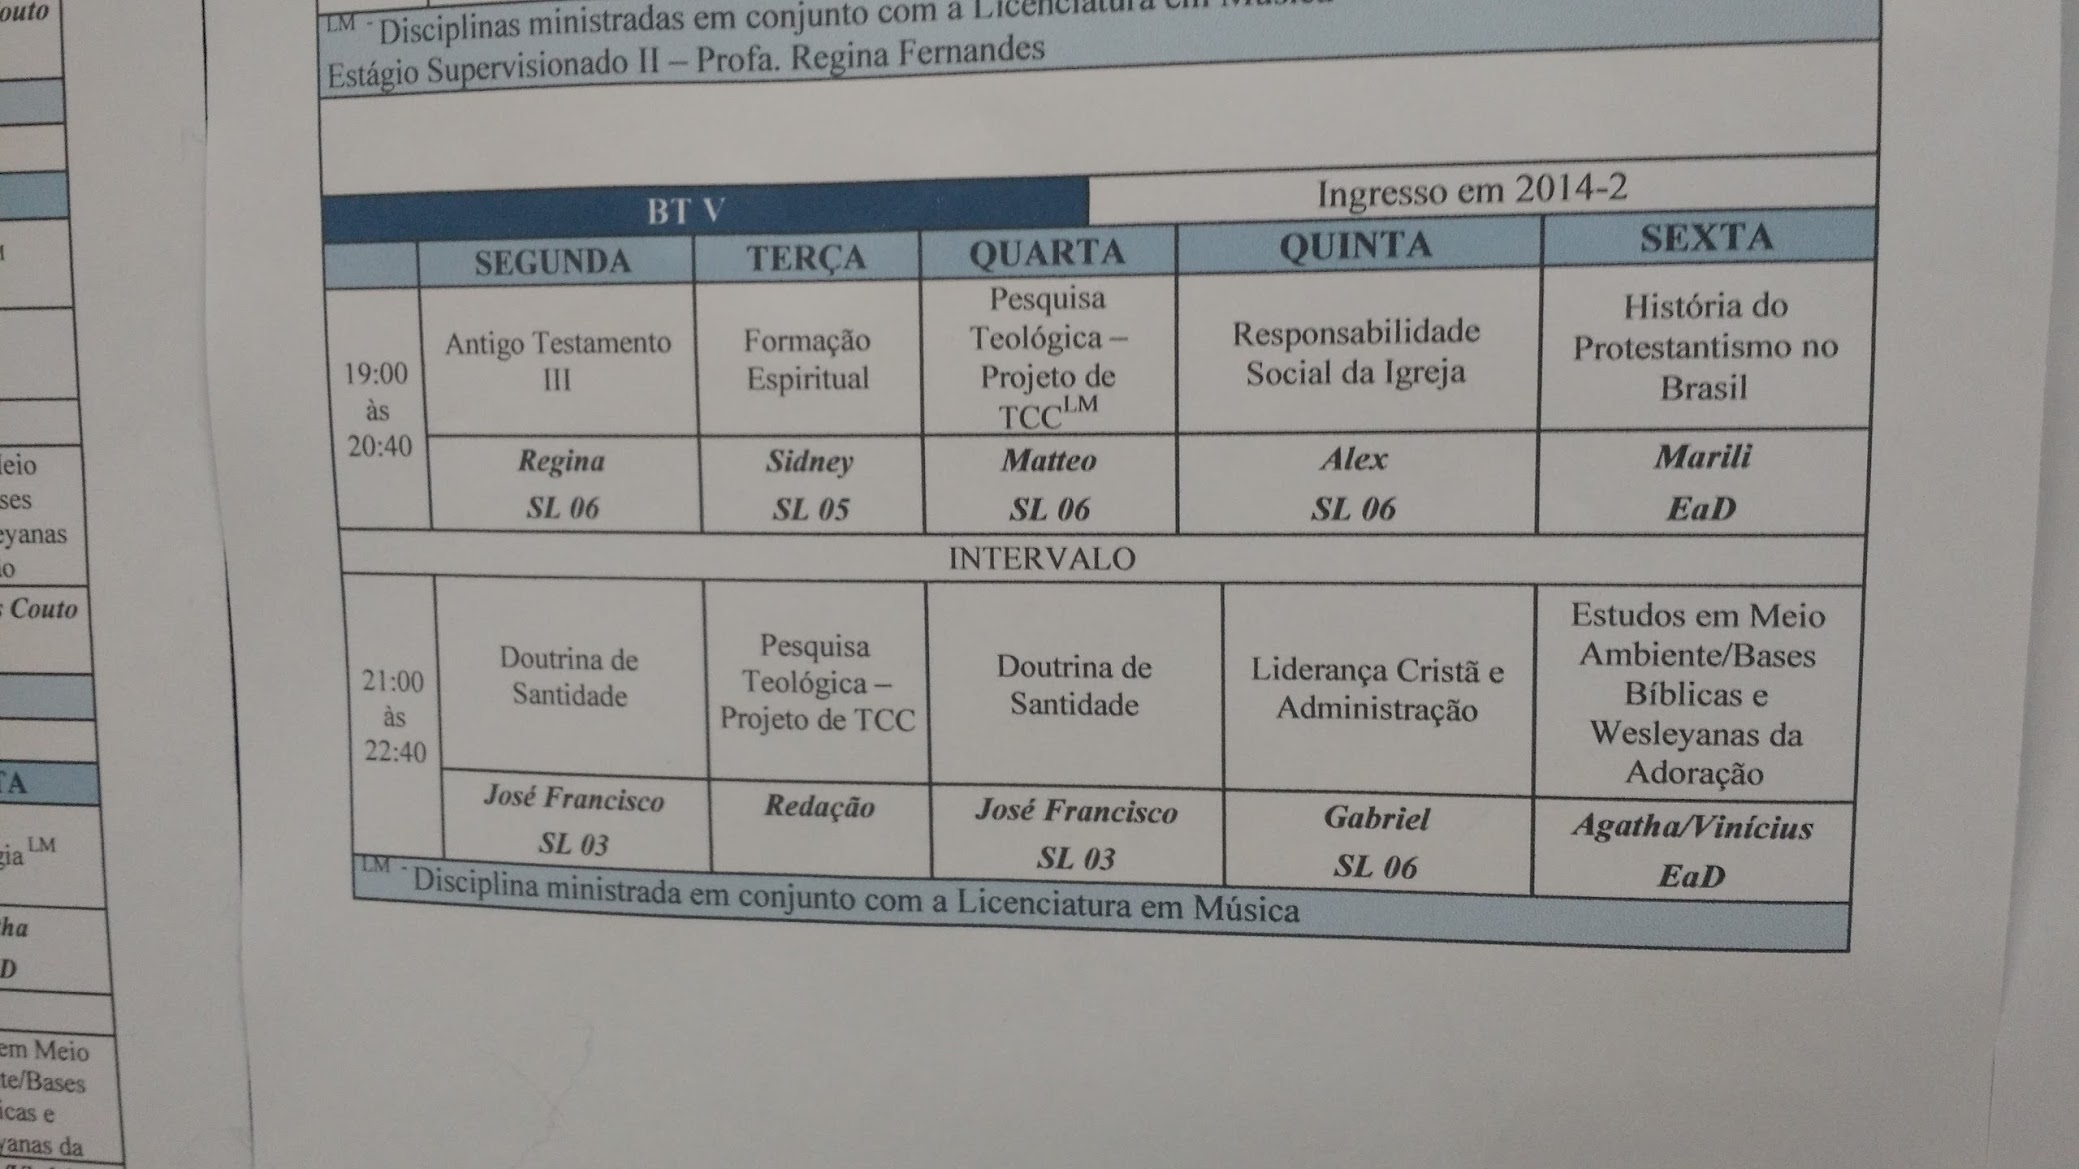 outo
LM - Disciplinas ministradas em conjunto com a Licenciatura em Música
Estágio Supervisionado II – Profa. Regina Fernandes
BT V
Ingresso em 2014-2
SEGUNDA
TERÇA
QUARTA
QUINTA
SEXTA
19:00
às
20:40
Antigo Testamento
III
Formação
Espiritual
Pesquisa
Teológica –
Projeto de
TCC LM
Responsabilidade
Social da Igreja
História do
Protestantismo no
Brasil
Regina
SL 06
Sidney
SL 05
Matteo
SL 06
Alex
SL 06
Marili
EaD
INTERVALO
21:00
às
22:40
Doutrina de
Santidade
Pesquisa
Teológica –
Projeto de TCC
Doutrina de
Santidade
Liderança Cristã e
Administração
Estudos em Meio
Ambiente/Bases
Bíblicas e
Wesleyanas da
Adoração
José Francisco
SL 03
Redação
José Francisco
SL 03
Gabriel
SL 06
Agatha/Vinícius
EaD
LM - Disciplina ministrada em conjunto com a Licenciatura em Música
eio
ses
eyanas
o
s Couto
TA
gia LM
ha
D
em Meio
te/Bases
icas e
yanas da